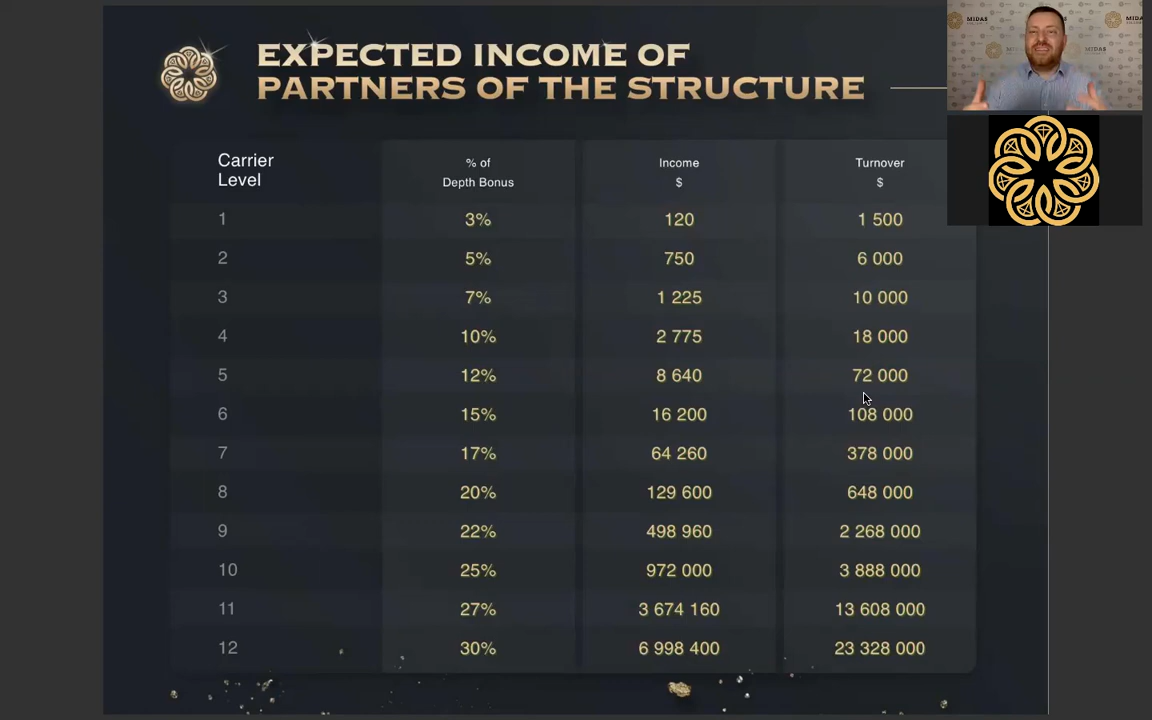 EXPECTED INCOME OF
PARTNERS OF THE STRUCTURE
MIDAS
MIDAS
Carrier
Level
% of
Depth Bonus
Income
$
Turnover
$
1 3% 120 1 500
2 5% 750 6 000
3 7% 1 225 10 000
4 10% 2 775 18 000
5 12% 8 640 72 000
6 15% 16 200 108 000
7 17% 64 260 378 000
8 20% 129 600 648 000
9 22% 498 960 2 268 000
10 25% 972 000 3 888 000
11 27% 3 674 160 13 608 000
12 30% 6 998 400 23 328 000